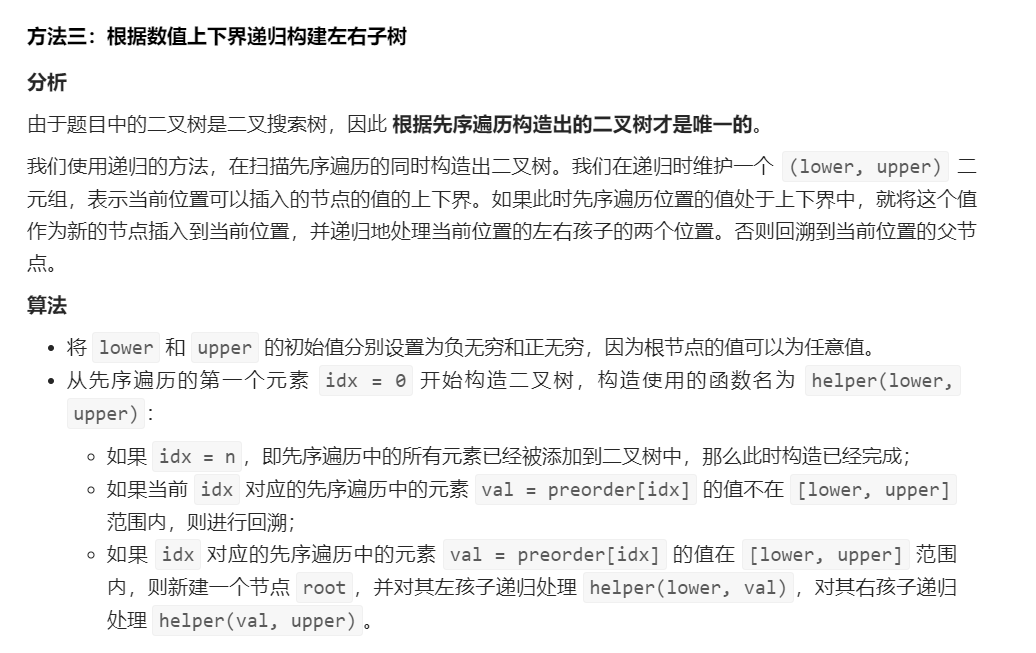 方法三：根据数值上下界递归构建左右子树
分析
由于题目中的二叉树是二叉搜索树，因此 根据先序遍历构造出的二叉树才是唯一的。
我们使用递归的方法，在扫描先序遍历的同时构造出二叉树。我们在递归时维护一个 (lower, upper) 二
元组，表示当前位置可以插入的节点的值的上下界。如果此时先序遍历位置的值处于上下界中，就将这个值
作为新的节点插入到当前位置，并递归地处理当前位置的左右孩子的两个位置。否则回溯到当前位置的父节
点。
算法
• 将 lower 和 upper 的初始值分别设置为负无穷和正无穷，因为根节点的值可以为任意值。
• 从先序遍历的第一个元素 idx = 0 开始构造二叉树，构造使用的函数名为 helper(lower,
upper)：
◦ 如果 idx = n，即先序遍历中的所有元素已经被添加到二叉树中，那么此时构造已经完成；
◦ 如果当前 idx 对应的先序遍历中的元素 val = preorder[idx] 的值不在 [lower, upper]
范围内，则进行回溯；
◦ 如果 idx 对应的先序遍历中的元素 val = preorder[idx] 的值在 [lower, upper] 范围
内，则新建一个节点 root，并对其左孩子递归处理 helper(lower, val)，对其右孩子递归
处理 helper(val, upper)。